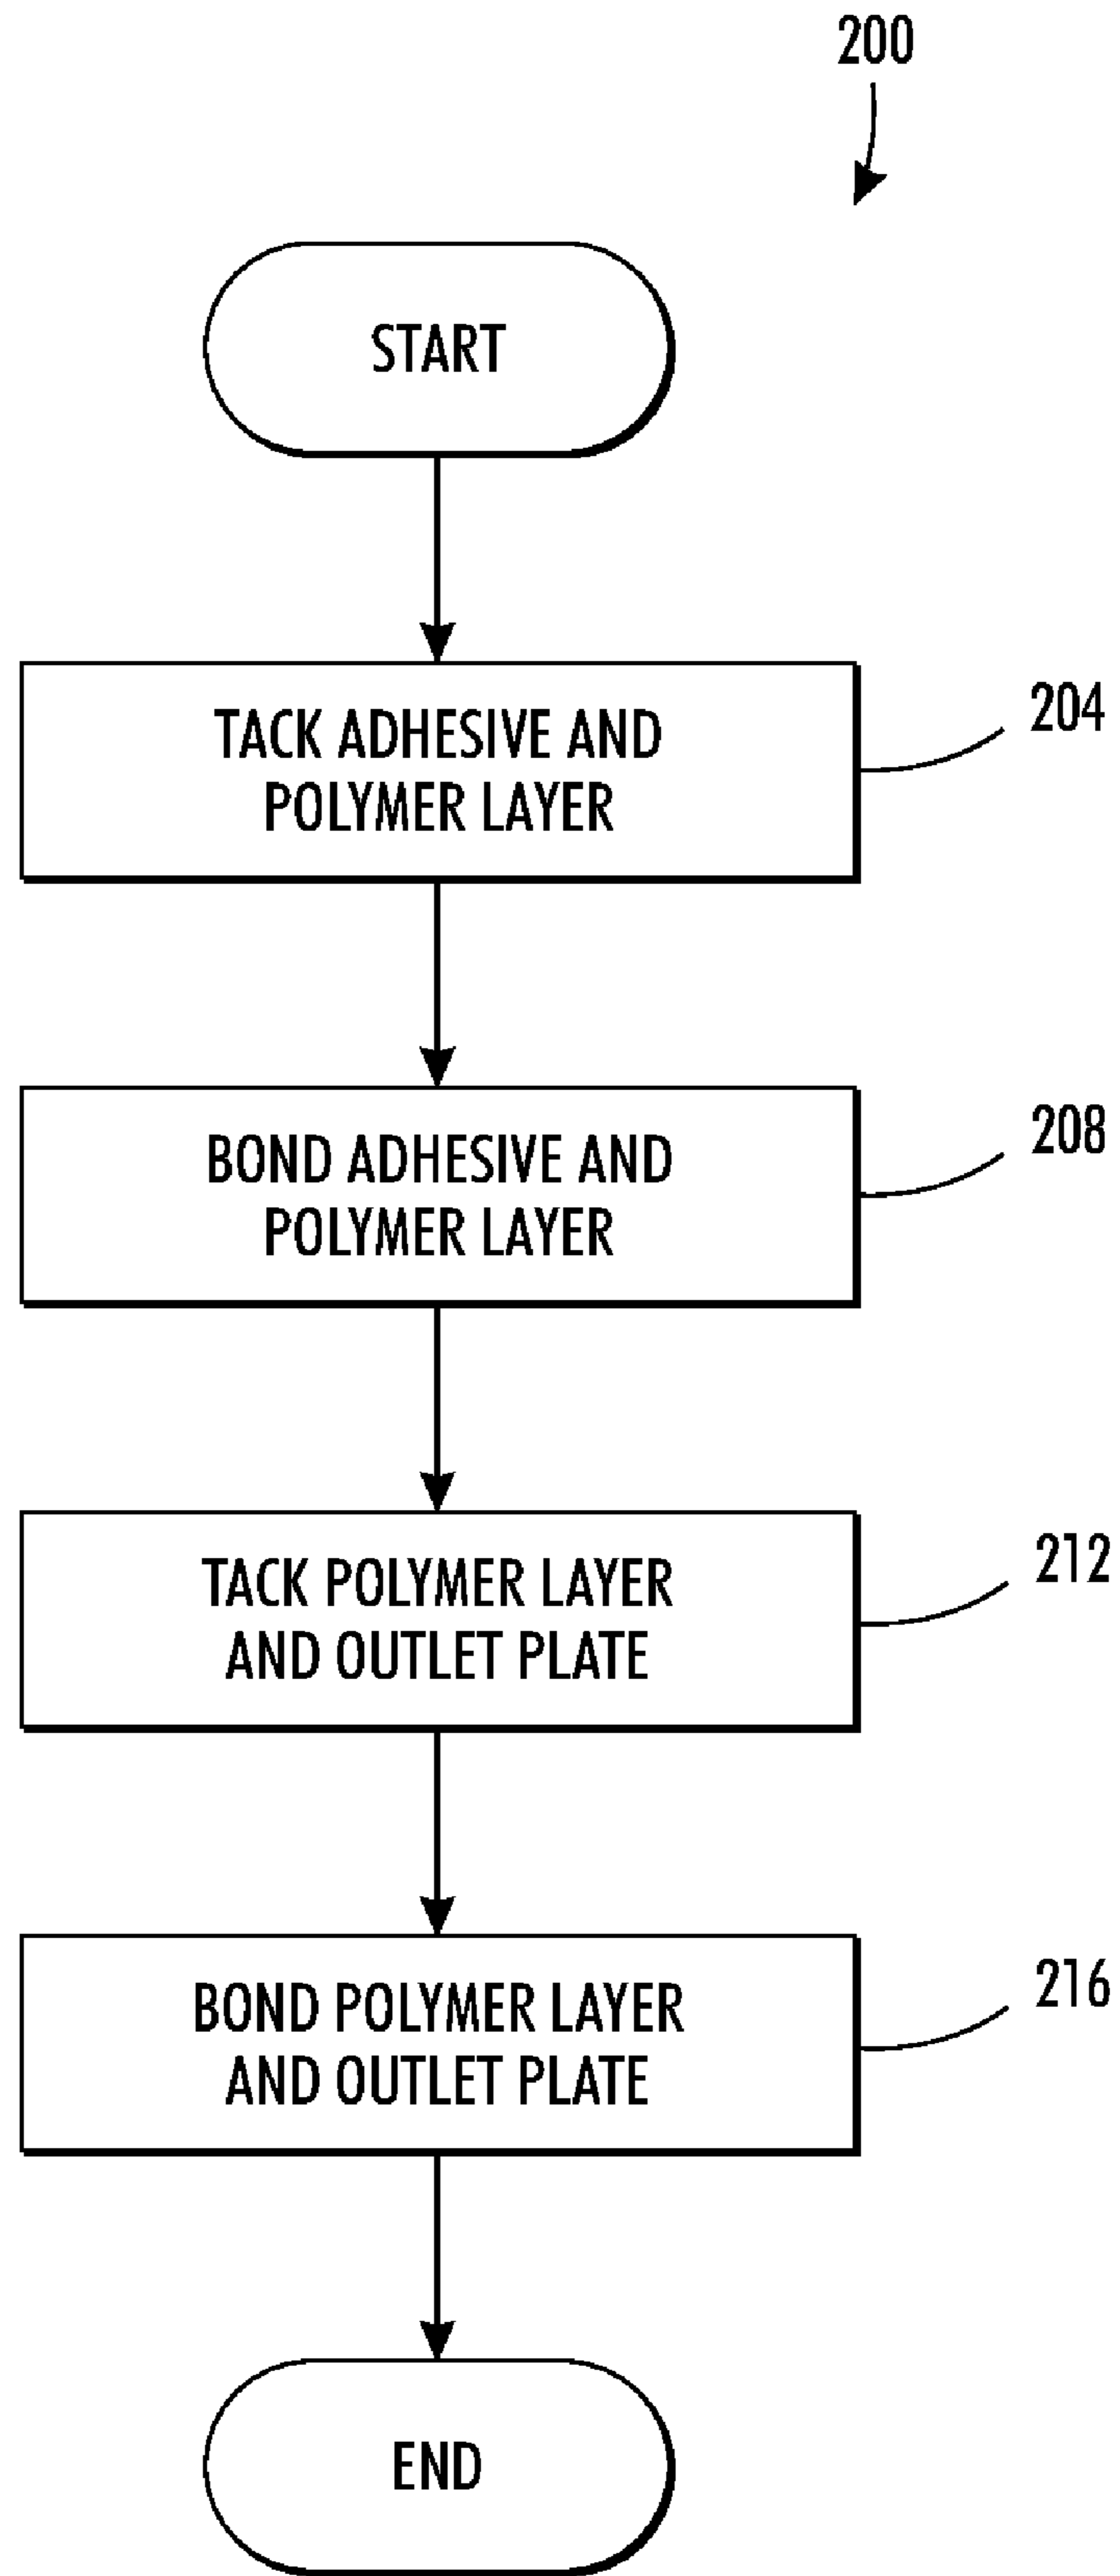 200
START
TACK ADHESIVE AND
POLYMER LAYER
204
BOND ADHESIVE AND
POLYMER LAYER
208
TACK POLYMER LAYER
AND OUTLET PLATE
212
BOND POLYMER LAYER
AND OUTLET PLATE
216
END